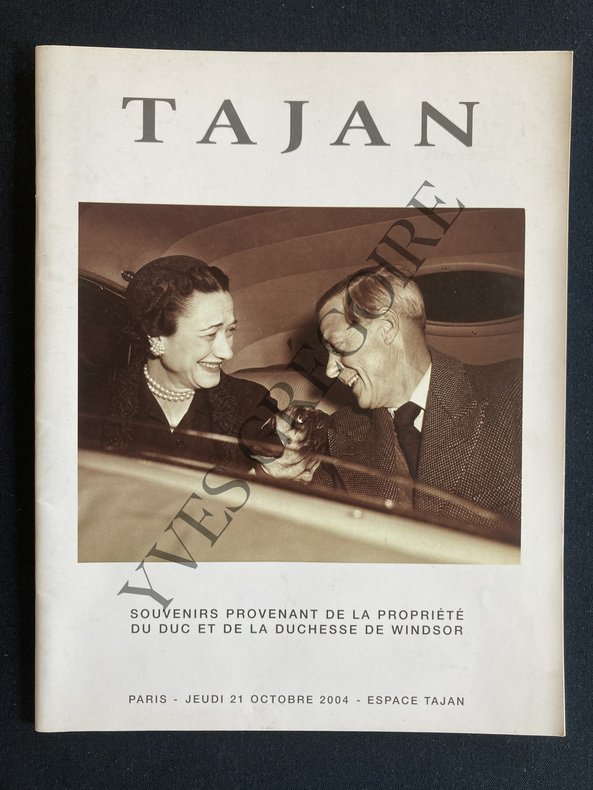 TAJAN
YVES GRÉGOIRE
SOUVENIRS PROVENANT DE LA PROPRIÉTÉ
DU DUC ET DE LA DUCHESSE DE WINDSOR
PARIS - JEUDI 21 OCTOBRE 2004 - ESPACE TAJAN